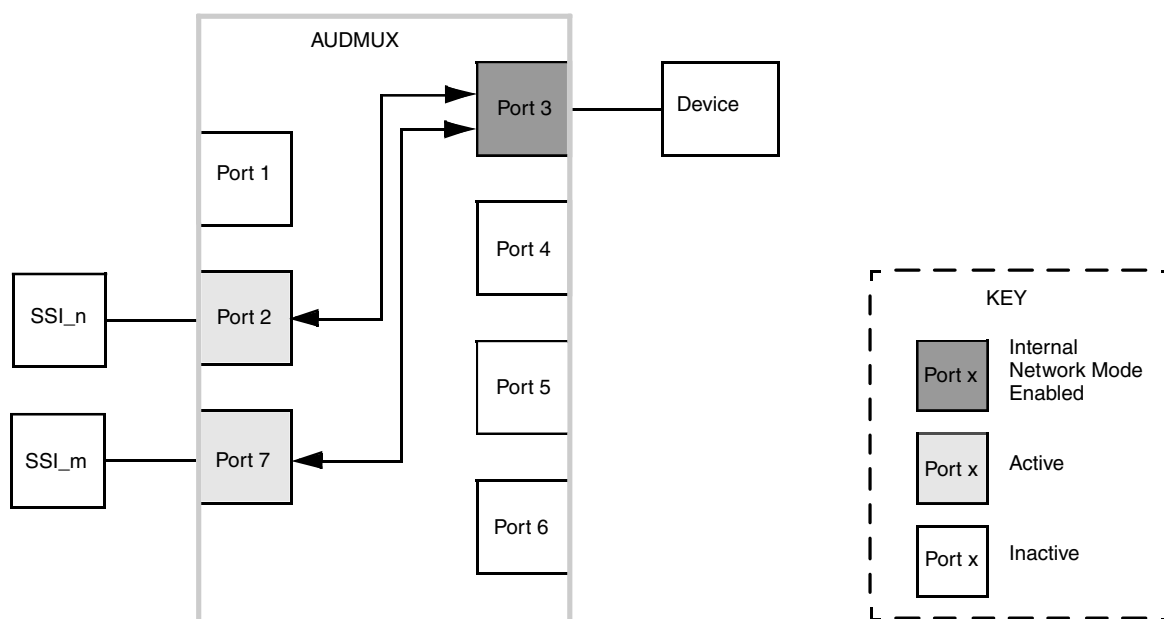 AUDMUX
Port 3
Device
Port 1
Port 4
SSI_n
Port 2
Port 5
SSI_m
Port 7
Port 6
KEY
Port x
Internal
Network Mode
Enabled
Port x
Active
Port x
Inactive